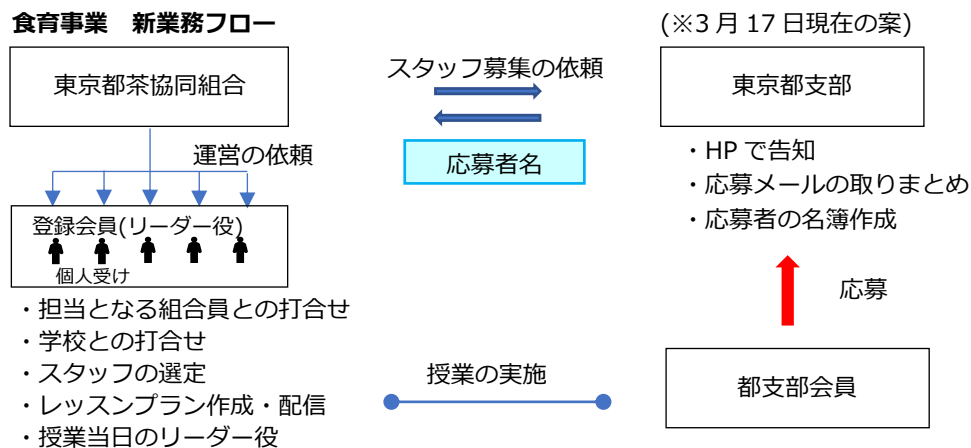 食育事業　新業務フロー
(※3 月 17 日現在の案)
東京都茶協同組合
スタッフ募集の依頼
東京都支部
運営の依頼
応募者名
・HP で告知
・応募メールの取りまとめ
・応募者の名簿作成
登録会員(リーダー役)
個人受け
応募
・担当となる組合員との打合せ
・学校との打合せ
・スタッフの選定
・レッスンプラン作成・配信
・授業当日のリーダー役
授業の実施
都支部会員